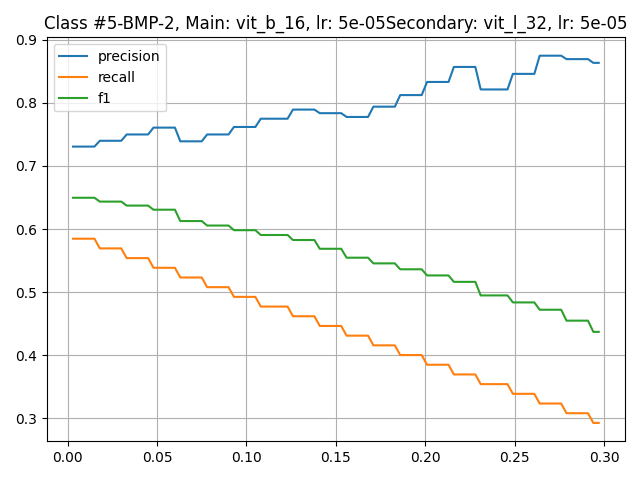 Class #5-BMP-2, Main: vit_b_16, lr: 5e-05Secondary: vit_l_32, lr: 5e-05
precision
recall
f1
0.9
0.8
0.7
0.6
0.5
0.4
0.3
0.00 0.05 0.10 0.15 0.20 0.25 0.30